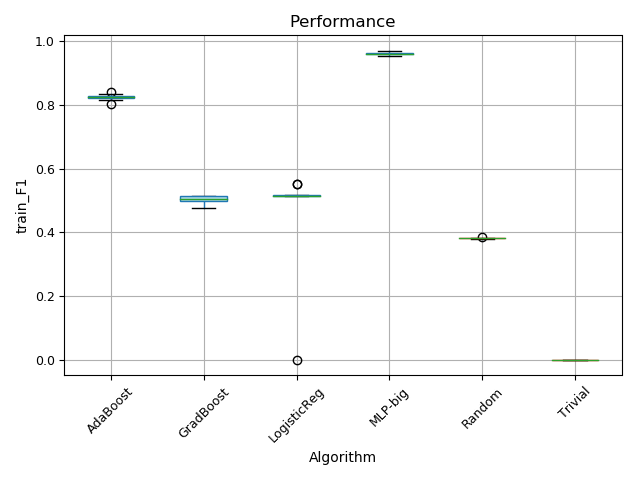 Performance
train_F1
1.0
0.8
0.6
0.4
0.2
0.0
AdaBoost
GradBoost
LogisticReg
MLP-big
Random
Trivial
Algorithm